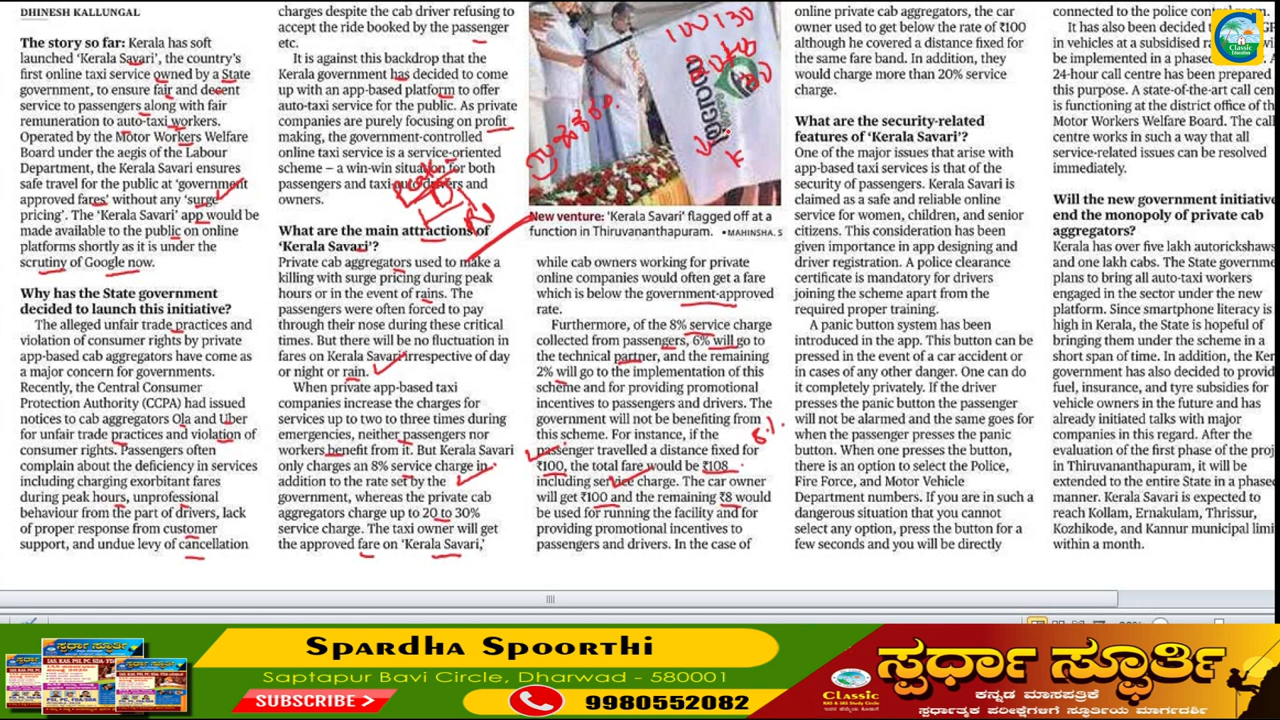 DHINESH KALLUNGAL
The story so far: Kerala has soft
launched 'Kerala Savari', the country's
first online taxi service owned by a State
government, to ensure fair and decent
service to passengers along with fair
remuneration to auto-taxi workers.
Operated by the Motor Workers Welfare
Board under the aegis of the Labour
Department, the Kerala Savari ensures
safe travel for the public at 'government
approved fares' without any 'surge
pricing'. The 'Kerala Savari' app would be
made available to the public on online
platforms shortly as it is under the
scrutiny of Google now.
Why has the State government
decided to launch this initiative?
The alleged unfair trade practices and
violation of consumer rights by private
app-based cab aggregators have come as
a major concern for governments.
Recently, the Central Consumer
Protection Authority (CCPA) had issued
notices to cab aggregators Ola and Uber
for unfair trade practices and violation of
consumer rights. Passengers often
complain about the deficiency in services
including charging exorbitant fares
during peak hours, unprofessional
behaviour from the part of drivers, lack
of proper response from customer
support, and undue levy of cancellation
charges despite the cab driver refusing to
accept the ride booked by the passenger
etc.
It is against this backdrop that the
Kerala government has decided to come
up with an app-based platform to offer
auto-taxi service for the public. As private
companies are purely focusing on profit
making, the government-controlled
online taxi service is a service-oriented
scheme – a win-win situation for both
passengers and taxi-auto drivers and
owners.
What are the main attractions of
'Kerala Savari'?
Private cab aggregators used to make a
killing with surge pricing during peak
hours or in the event of rains. The
passengers were often forced to pay
through their nose during these critical
times. But there will be no fluctuation in
fares on Kerala Savari irrespective of day
or night or rain.
When private app-based taxi
companies increase the charges for
services up to two to three times during
emergencies, neither passengers nor
workers benefit from it. But Kerala Savari
only charges an 8% service charge in
addition to the rate set by the
government, whereas the private cab
aggregators charge up to 20 to 30%
service charge. The taxi owner will get
the approved fare on 'Kerala Savari,'
100 130
New venture: 'Kerala Savari' flagged off at a
function in Thiruvananthapuram. • MAHINSHA. S
while cab owners working for private
online companies would often get a fare
which is below the government-approved
rate.
Furthermore, of the 8% service charge
collected from passengers, 6% will go to
the technical partner, and the remaining
2% will go to the implementation of this
scheme and for providing promotional
incentives to passengers and drivers. The
government will not be benefiting from
this scheme. For instance, if the
8%
passenger travelled a distance fixed for
₹100, the total fare would be ₹108
including service charge. The car owner
will get ₹100 and the remaining ₹8 would
be used for running the facility and for
providing promotional incentives to
passengers and drivers. In the case of
online private cab aggregators, the car
owner used to get below the rate of ₹100
although he covered a distance fixed for
the same fare band. In addition, they
would charge more than 20% service
charge.
What are the security-related
features of 'Kerala Savari'?
One of the major issues that arise with
app-based taxi services is that of the
security of passengers. Kerala Savari is
claimed as a safe and reliable online
service for women, children, and senior
citizens. This consideration has been
given importance in app designing and
driver registration. A police clearance
certificate is mandatory for drivers
joining the scheme apart from the
required proper training.
A panic button system has been
introduced in the app. This button can be
pressed in the event of a car accident or
in cases of any other danger. One can do
it completely privately. If the driver
presses the panic button the passenger
will not be alarmed and the same goes for
when the passenger presses the panic
button. When one presses the button,
there is an option to select the Police,
Fire Force, and Motor Vehicle
Department numbers. If you are in such a
dangerous situation that you cannot
select any option, press the button for a
few seconds and you will be directly
connected to the police control room.
It has also been decided
in vehicles at a subsidised
be implemented in a phased
24-hour call centre has been prepared
this purpose. A state-of-the-art call
is functioning at the district office of the
Motor Workers Welfare Board. The call
centre works in such a way that all
service-related issues can be resolved
immediately.
Will the new government initiative
end the monopoly of private cab
aggregators?
Kerala has over five lakh autorickshaws
and one lakh cabs. The State
plans to bring all auto-taxi workers
engaged in the sector under the new
platform. Since smartphone literacy is
high in Kerala, the State is hopeful of
bringing them under the scheme in a
short span of time. In addition, the
government has also decided to
fuel, insurance, and tyre subsidies for
vehicle owners in the future and has
already initiated talks with major
companies in this regard. After the
evaluation of the first phase of the
in Thiruvananthapuram, it will be
extended to the entire State in a phased
manner. Kerala Savari is expected to
reach Kollam, Ernakulam, Thrissur,
Kozhikode, and Kannur municipal
within a month.
Classic
Education
SPARDHA SPOORTHI
Saptapur Bavi Circle, Dharwad - 580001
SUBSCRIBE >
9980552082
ಸ್ಪರ್ಧಾ ಸ್ಫೂರ್ತಿ
ಕನ್ನಡ ಮಾಸಪತ್ರಿಕೆ
ಸ್ಪರ್ಧಾತ್ಮಕ ಪರೀಕ್ಷೆಗಳಿಗೆ ಸ್ಫೂರ್ತಿಯ ಮಾರ್ಗದರ್ಶಿ
Classic
KAS & IAS Study Circle